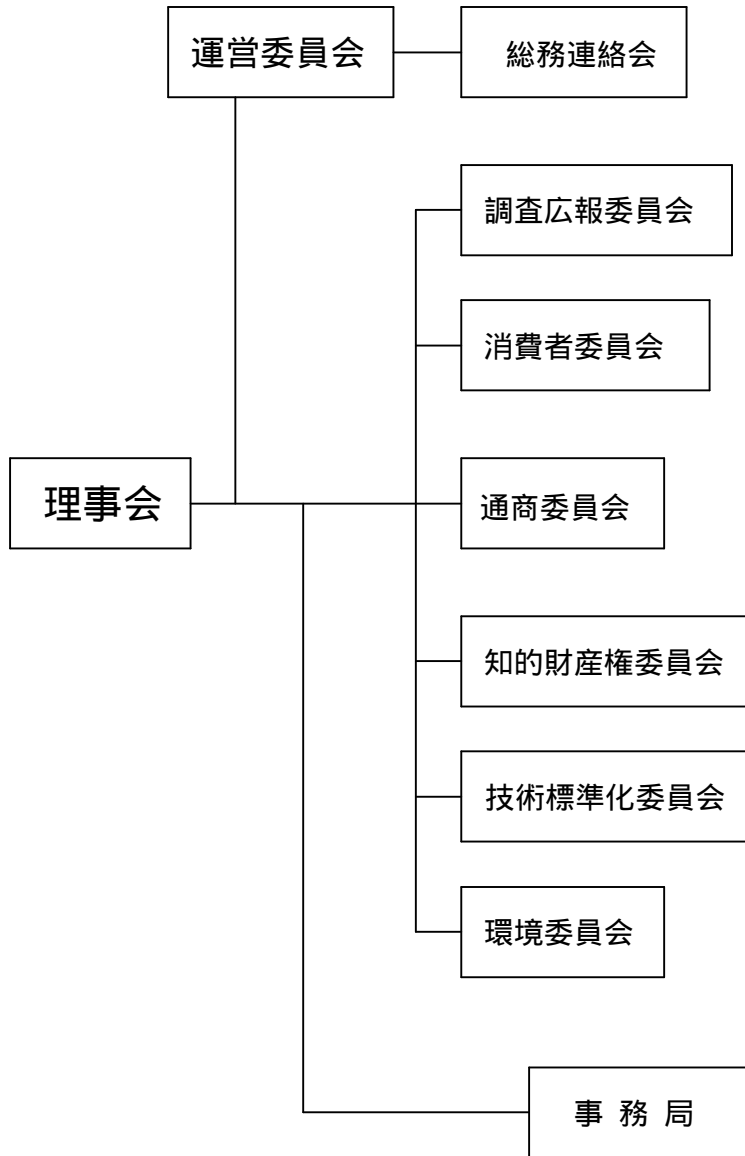 運営委員会
総務連絡会
調査広報委員会
消費者委員会
理事会
通商委員会
知的財産権委員会
技術標準化委員会
環境委員会
事 務 局